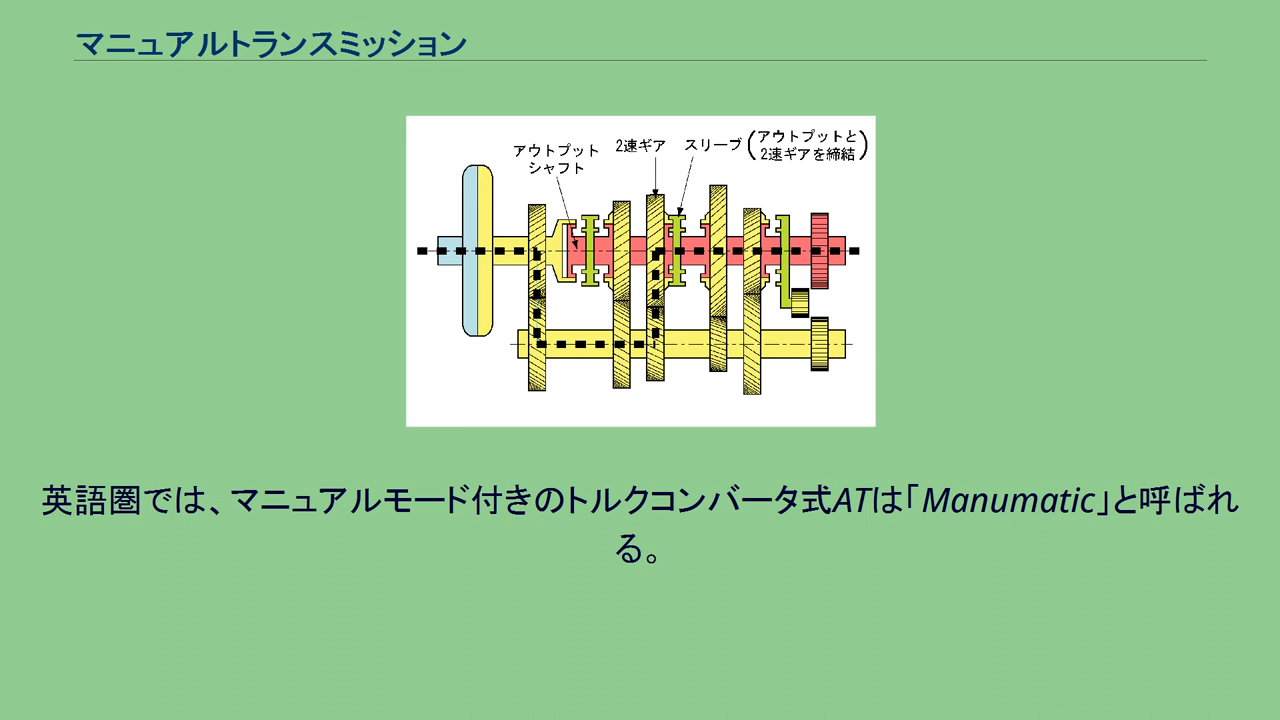 マニュアルトランスミッション
アウトプット
シャフト
2速ギア
スリーブ(アウトプットと
2速ギアを締結)
英語圏では、マニュアルモード付きのトルクコンバータ式ATは「Manumatic」と呼ばれ
る。